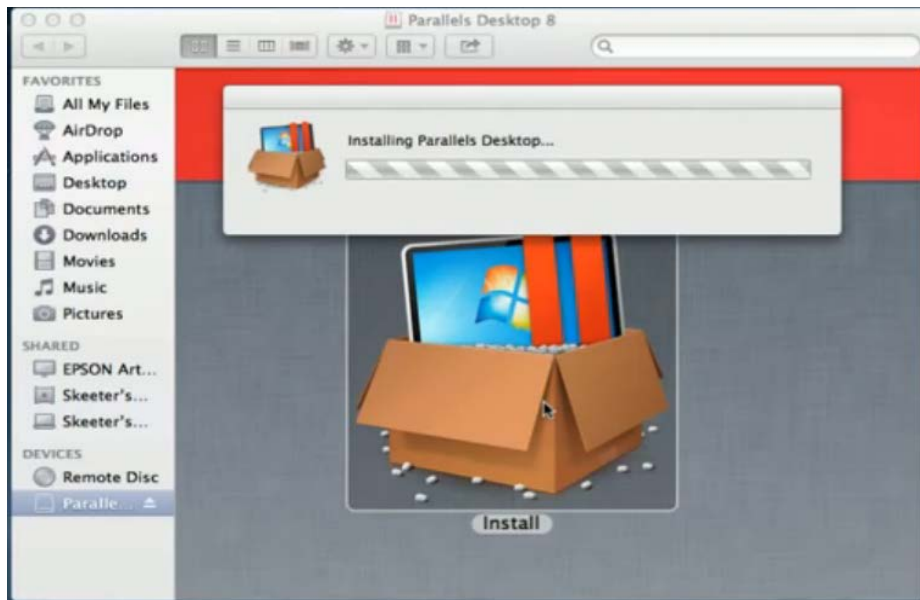 Parallels Desktop 8
FAVORITES
All My Files
AirDrop
Applications
Desktop
Documents
Downloads
Movies
Music
Pictures
SHARED
EPSON Art...
Skeeter's...
Skeeter's...
DEVICES
Remote Disc
Paralle...
Installing Parallels Desktop...
Install